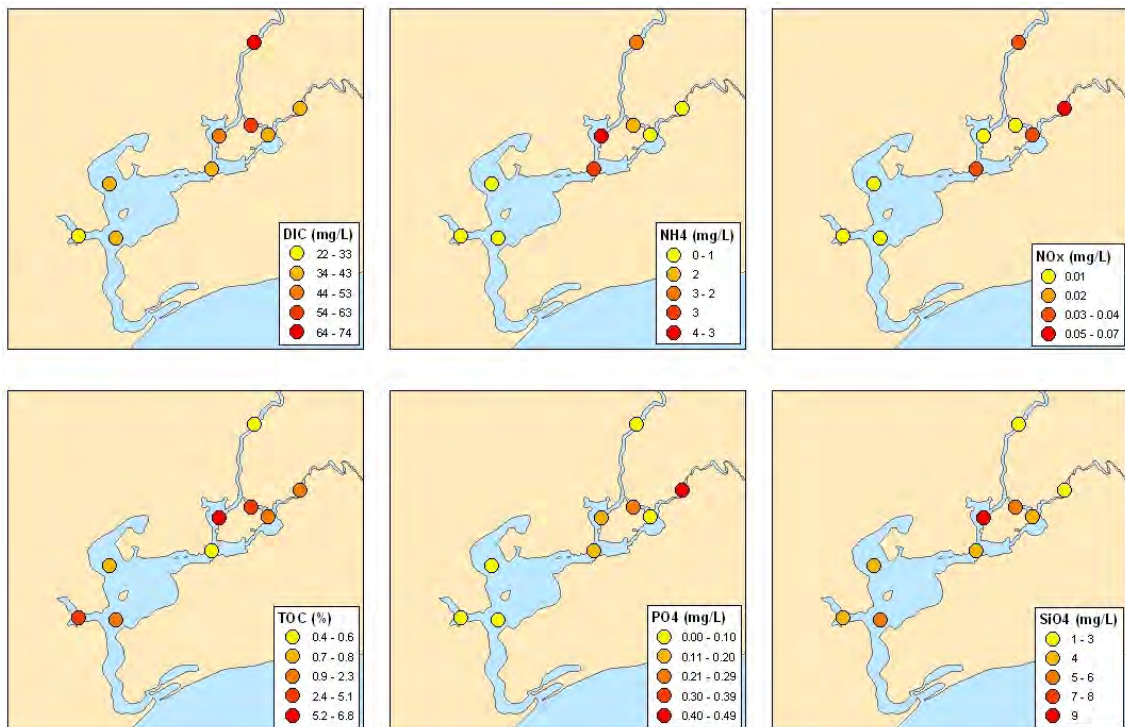 DIC (mg/L)
22 - 33
34 - 43
44 - 53
54 - 63
64 - 74
NH4 (mg/L)
0 - 1
2
3 - 2
3
4 - 3
NOx (mg/L)
0.01
0.02
0.03 - 0.04
0.05 - 0.07
TOC (%)
0.4 - 0.6
0.7 - 0.8
0.9 - 2.3
2.4 - 5.1
5.2 - 6.8
PO4 (mg/L)
0.00 - 0.10
0.11 - 0.20
0.21 - 0.29
0.30 - 0.39
0.40 - 0.49
SiO4 (mg/L)
1 - 3
4
5 - 6
7 - 8
9